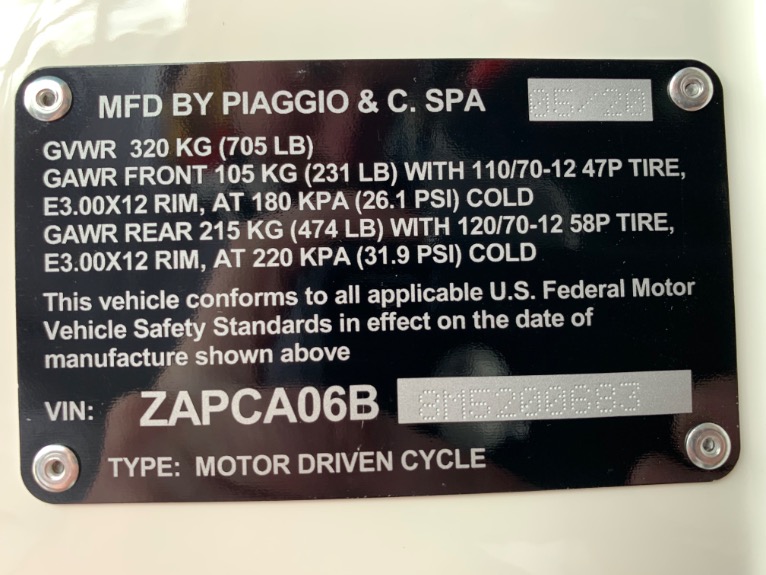 MFD BY PIAGGIO & C. SPA 06/20
GVWR 320 KG (705 LB)
GAWR FRONT 105 KG (231 LB) WITH 110/70-12 47P TIRE,
E3.00X12 RIM, AT 180 KPA (26.1 PSI) COLD
GAWR REAR 215 KG (474 LB) WITH 120/70-12 58P TIRE,
E3.00X12 RIM, AT 220 KPA (31.9 PSI) COLD
This vehicle conforms to all applicable U.S. Federal Motor
Vehicle Safety Standards in effect on the date of
manufacture shown above
VIN: ZAPCA06B
TYPE: MOTOR DRIVEN CYCLE